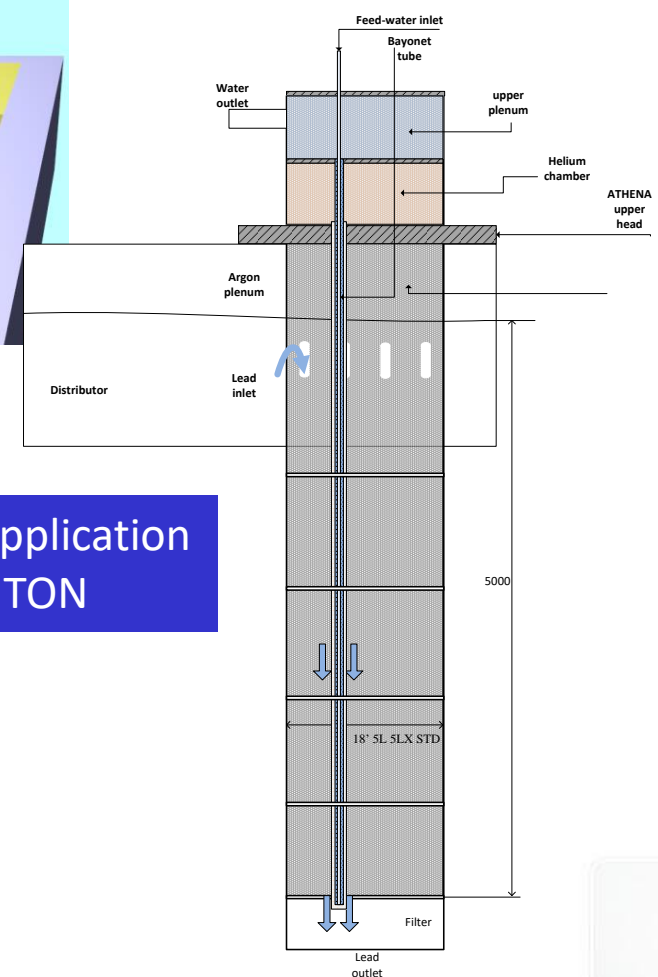 Feed-water inlet
Bayonet
tube
Water
outlet
upper
plenum
Helium
chamber
ATHENA
upper
head
Argon
plenum
Lead
inlet
Distributor
pplication
TON
5000
18' 5L 5LX STD
Filter
Lead
outlet